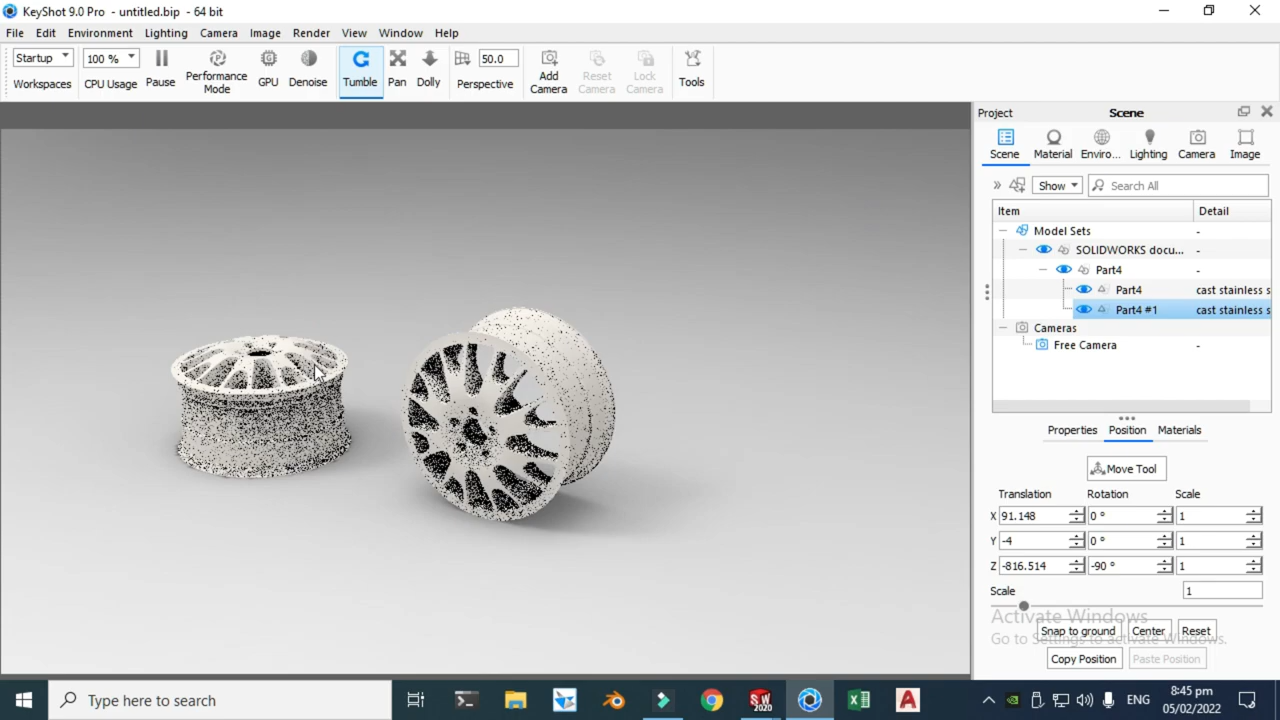 KeyShot 9.0 Pro - untitled.bip - 64 bit
File Edit Environment Lighting Camera Image Render View Window Help
Startup 100 % 50.0
Workspaces CPU Usage Pause Performance Mode GPU Denoise Tumble Pan Dolly Perspective Add Camera Reset Camera Lock Camera Tools
Project Scene
Scene Material Enviro... Lighting Camera Image
» Show Search All
Item Detail
Model Sets -
SOLIDWORKS docu... -
Part4 -
Part4 cast stainless s
Part4 #1 cast stainless s
Cameras
Free Camera -
Properties Position Materials
Move Tool
Translation Rotation Scale
X 91.148 0 ° 1
Y -4 0 ° 1
Z -816.514 -90 ° 1
Scale 1
Activate Windows
Go to Settings to activate Windows.
Snap to ground Center Reset
Copy Position Paste Position
Type here to search
SW 2020
ENG
8:45 pm
05/02/2022